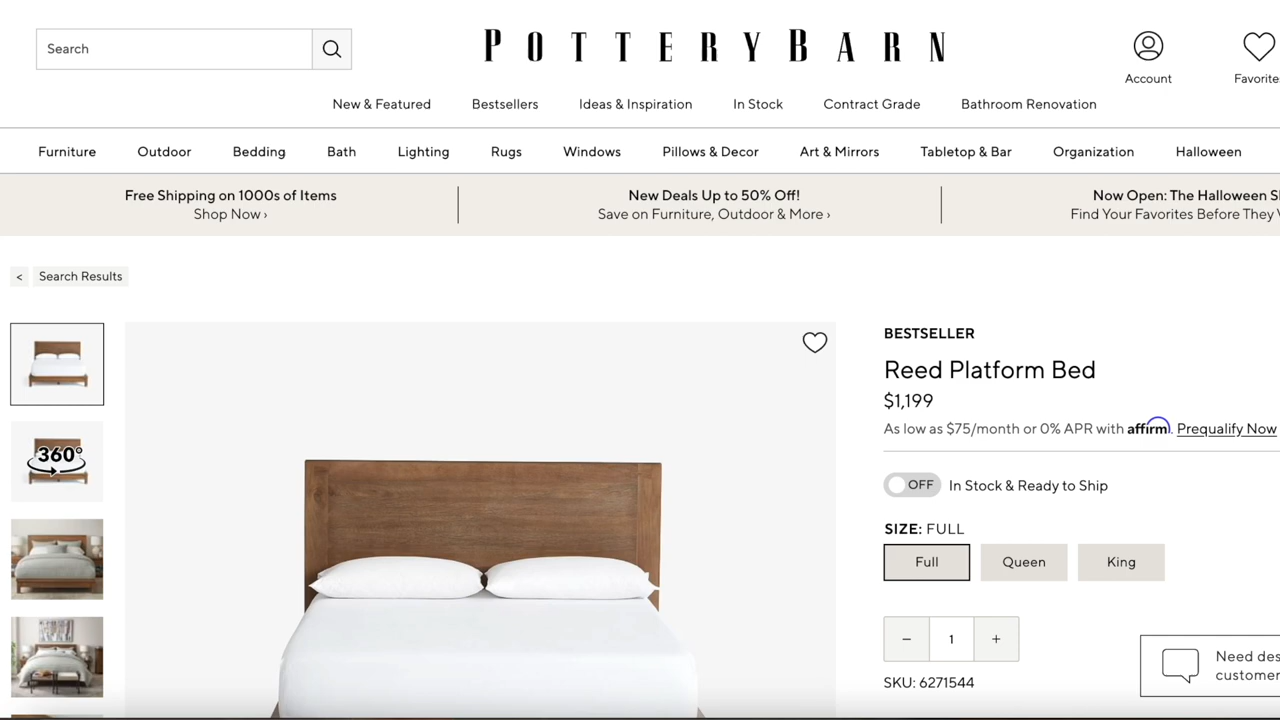 Search
POTTERY BARN
Account
Favorite
New & Featured Bestsellers Ideas & Inspiration In Stock Contract Grade Bathroom Renovation
Furniture Outdoor Bedding Bath Lighting Rugs Windows Pillows & Decor Art & Mirrors Tabletop & Bar Organization Halloween
Free Shipping on 1000s of Items
Shop Now ›
New Deals Up to 50% Off!
Save on Furniture, Outdoor & More ›
Now Open: The Halloween
Find Your Favorites Before They
< Search Results
360°
BESTSELLER
Reed Platform Bed
$1,199
As low as $75/month or 0% APR with affirm. Prequalify Now
OFF In Stock & Ready to Ship
SIZE: FULL
Full Queen King
− 1 +
SKU: 6271544
Need des
customer